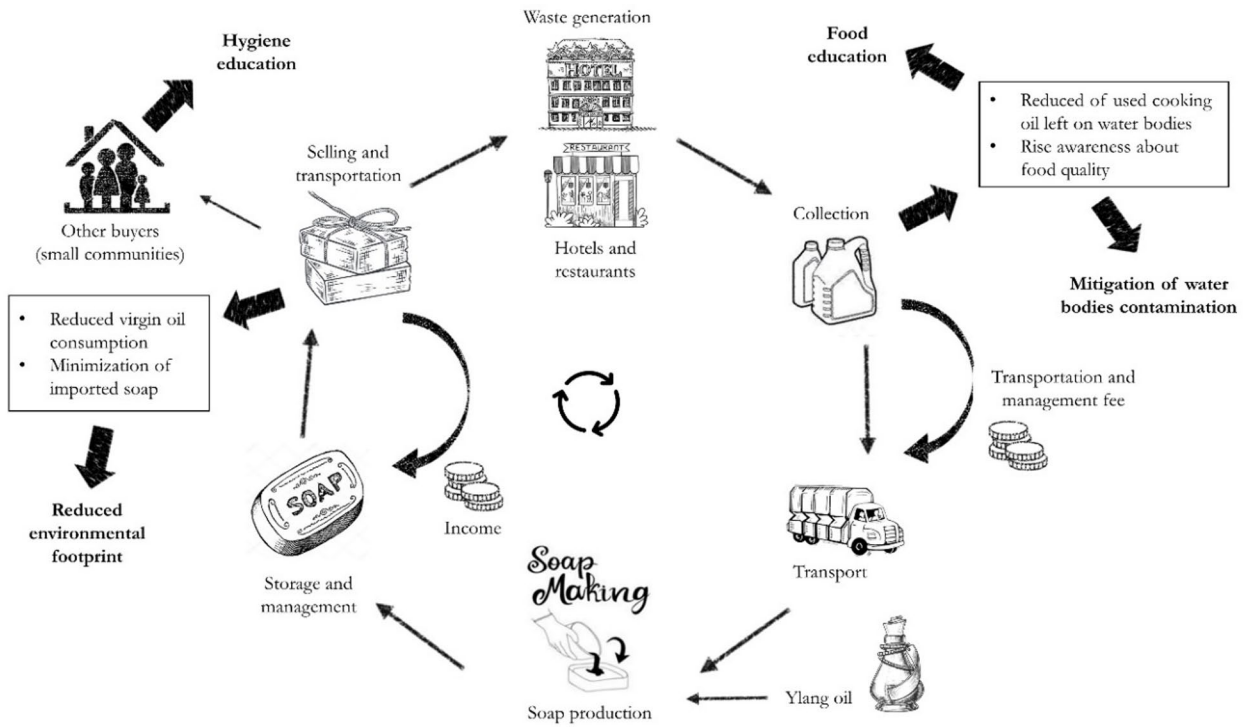 Waste generation
HOTEL
RESTAURANT
Hotels and
restaurants
Food
education
• Reduced of used cooking
oil left on water bodies
• Rise awareness about
food quality
Mitigation of water
bodies contamination
Collection
Transportation and
management fee
Transport
Ylang oil
Soap
Making
Soap production
Storage and
management
SOAP
Income
Selling and
transportation
Hygiene
education
Other buyers
(small communities)
• Reduced virgin oil
consumption
• Minimization of
imported soap
Reduced
environmental
footprint